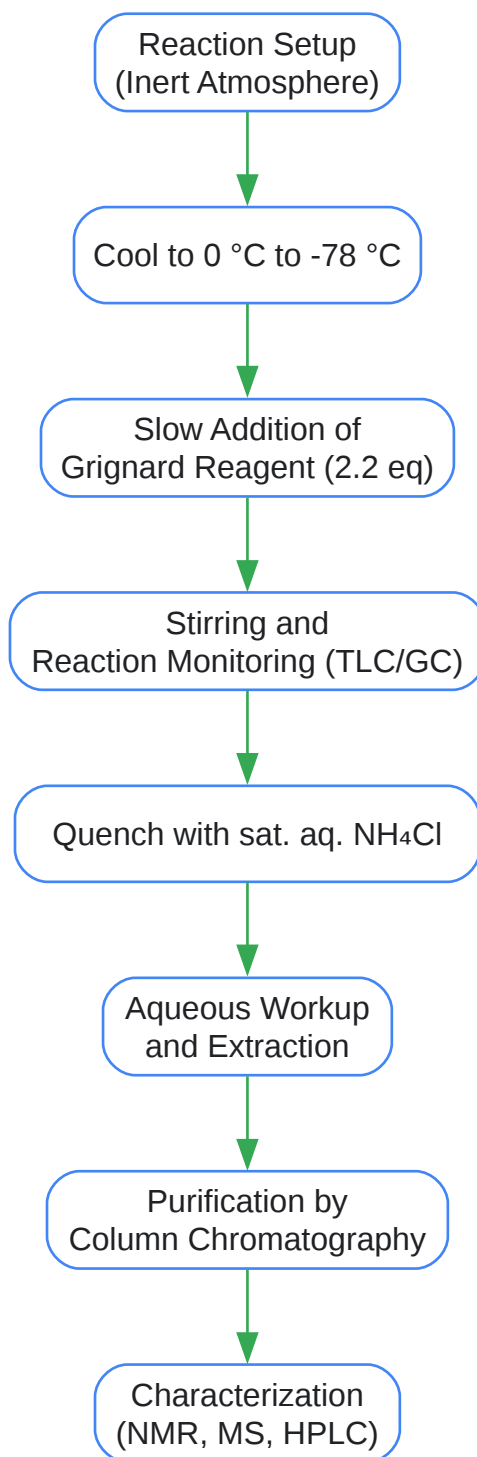 Reaction Setup
(Inert Atmosphere)
Cool to 0 °C to -78 °C
Slow Addition of
Grignard Reagent (2.2 eq)
Stirring and
Reaction Monitoring (TLC/GC)
Quench with sat. aq. NH₄Cl
Aqueous Workup
and Extraction
Purification by
Column Chromatography
Characterization
(NMR, MS, HPLC)